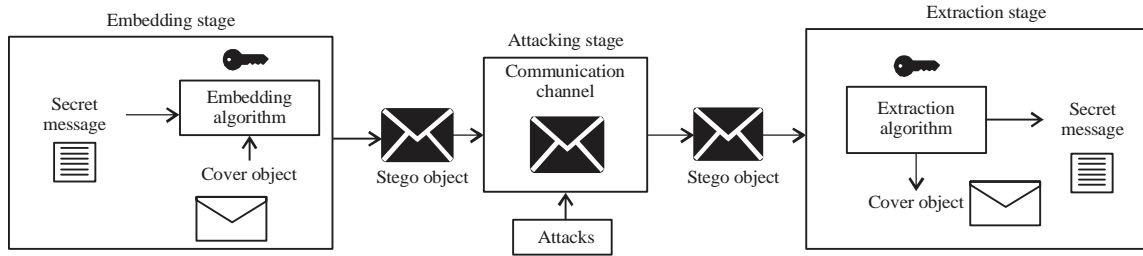 Embedding stage
Secret
message
Embedding
algorithm
Cover object
Stego object
Attacking stage
Communication
channel
Attacks
Stego object
Extraction stage
Extraction
algorithm
Cover object
Secret
message